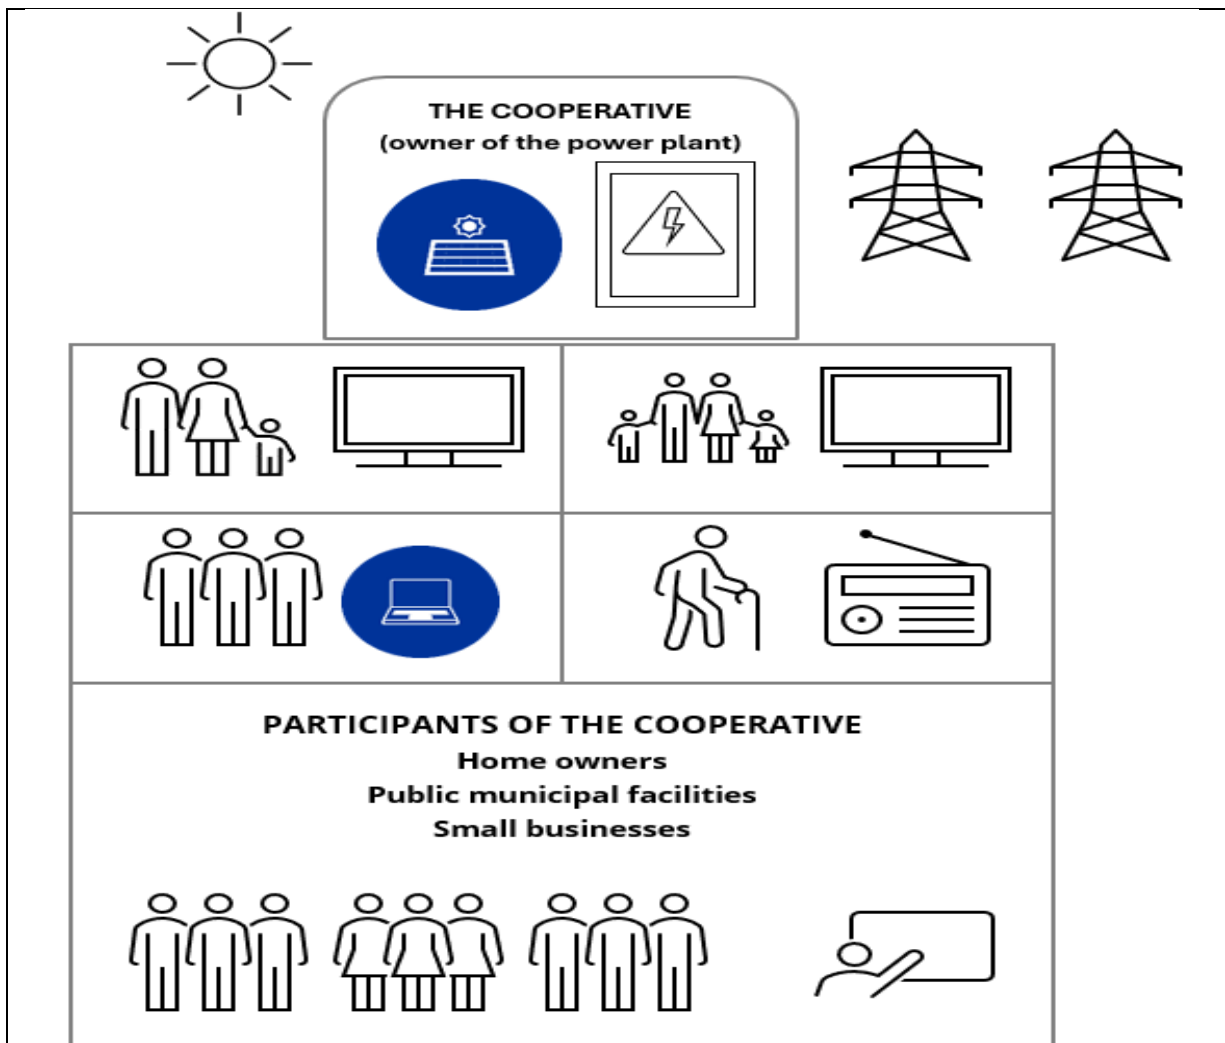 THE COOPERATIVE
(owner of the power plant)
PARTICIPANTS OF THE COOPERATIVE
Home owners
Public municipal facilities
Small businesses